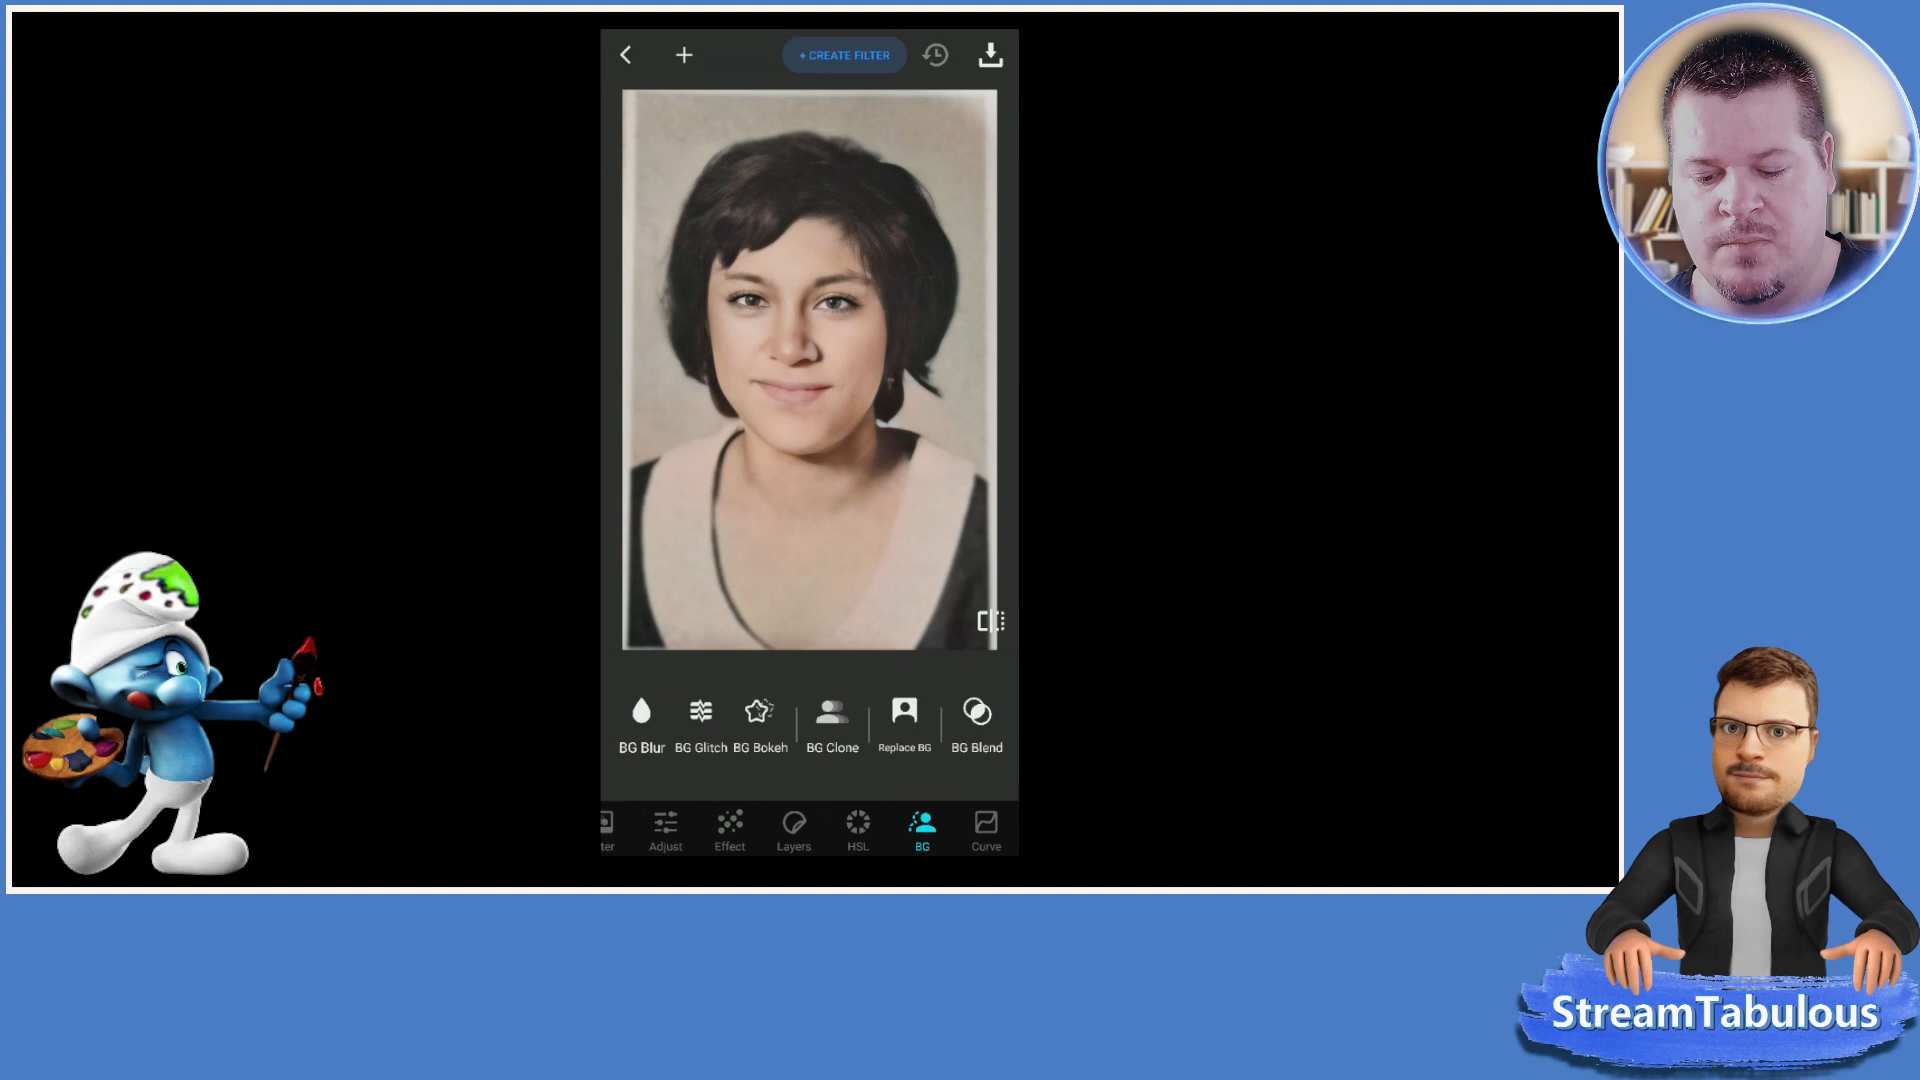 + CREATE FILTER
BG Blur BG Glitch BG Bokeh BG Clone Replace BG BG Blend
ter Adjust Effect Layers HSL BG Curve
StreamTabulous